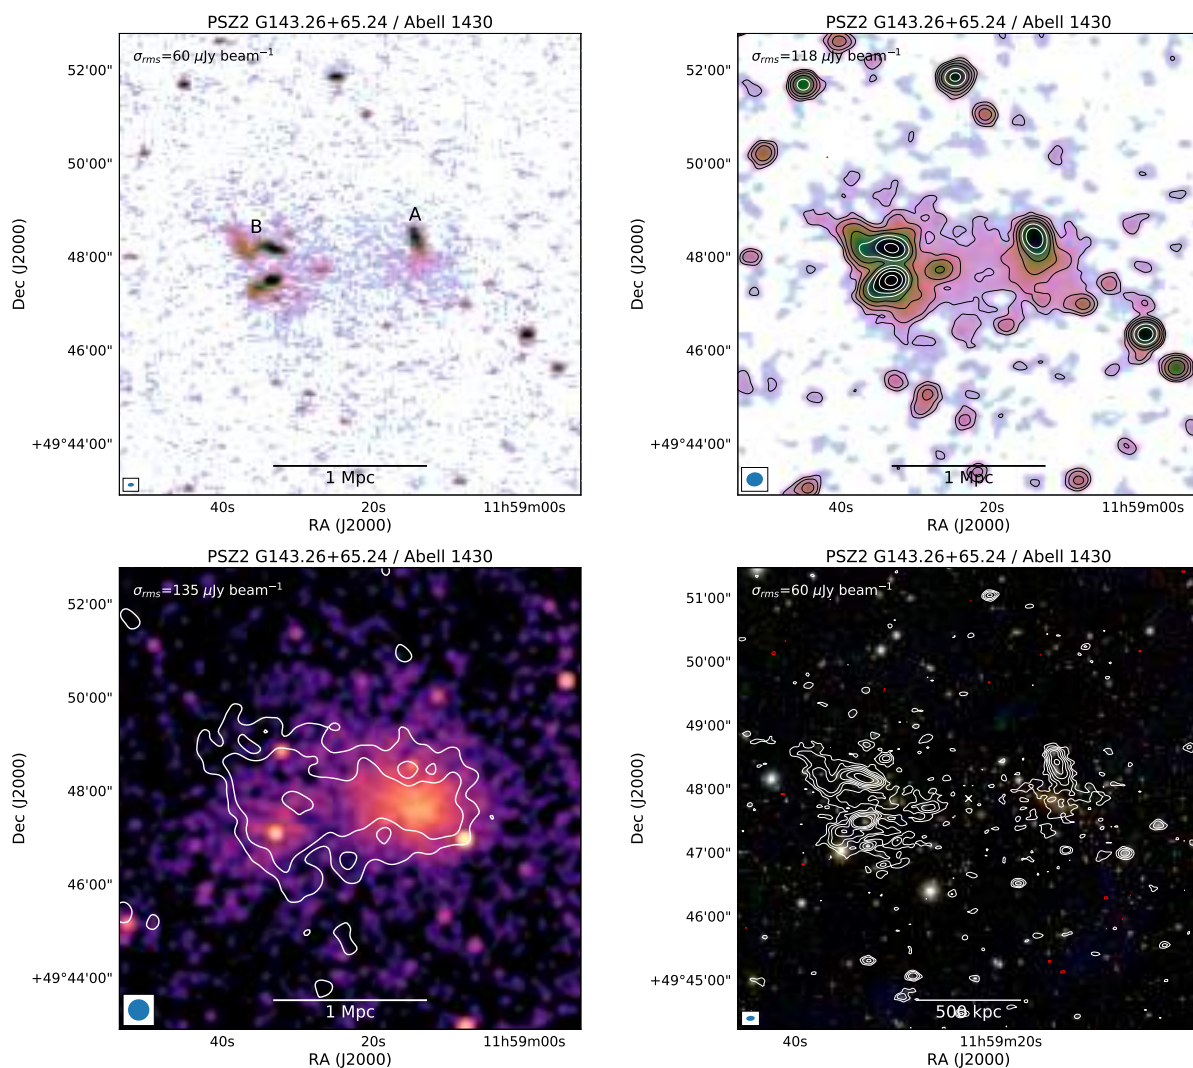 PSZ2 G143.26+65.24 / Abell 1430
σrms=60 μJy beam−1
A
B
52'00"
50'00"
48'00"
46'00"
+49°44'00"
Dec (J2000)
1 Mpc
40s
20s
11h59m00s
RA (J2000)
PSZ2 G143.26+65.24 / Abell 1430
σrms=118 μJy beam−1
52'00"
50'00"
48'00"
46'00"
+49°44'00"
Dec (J2000)
1 Mpc
40s
20s
11h59m00s
RA (J2000)
PSZ2 G143.26+65.24 / Abell 1430
σrms=135 μJy beam−1
52'00"
50'00"
48'00"
46'00"
+49°44'00"
Dec (J2000)
1 Mpc
40s
20s
11h59m00s
RA (J2000)
PSZ2 G143.26+65.24 / Abell 1430
σrms=60 μJy beam−1
51'00"
50'00"
49'00"
48'00"
47'00"
46'00"
+49°45'00"
Dec (J2000)
500 kpc
40s
11h59m20s
RA (J2000)